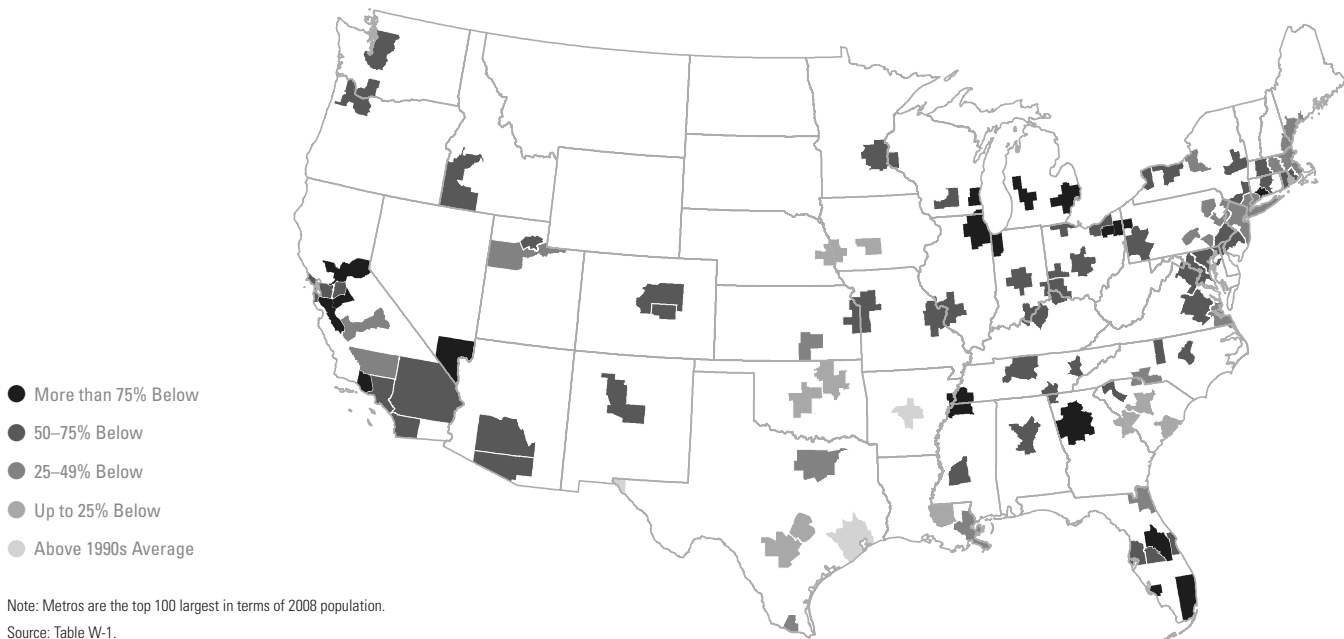 More than 75% Below
50–75% Below
25–49% Below
Up to 25% Below
Above 1990s Average
Note: Metros are the top 100 largest in terms of 2008 population.
Source: Table W-1.